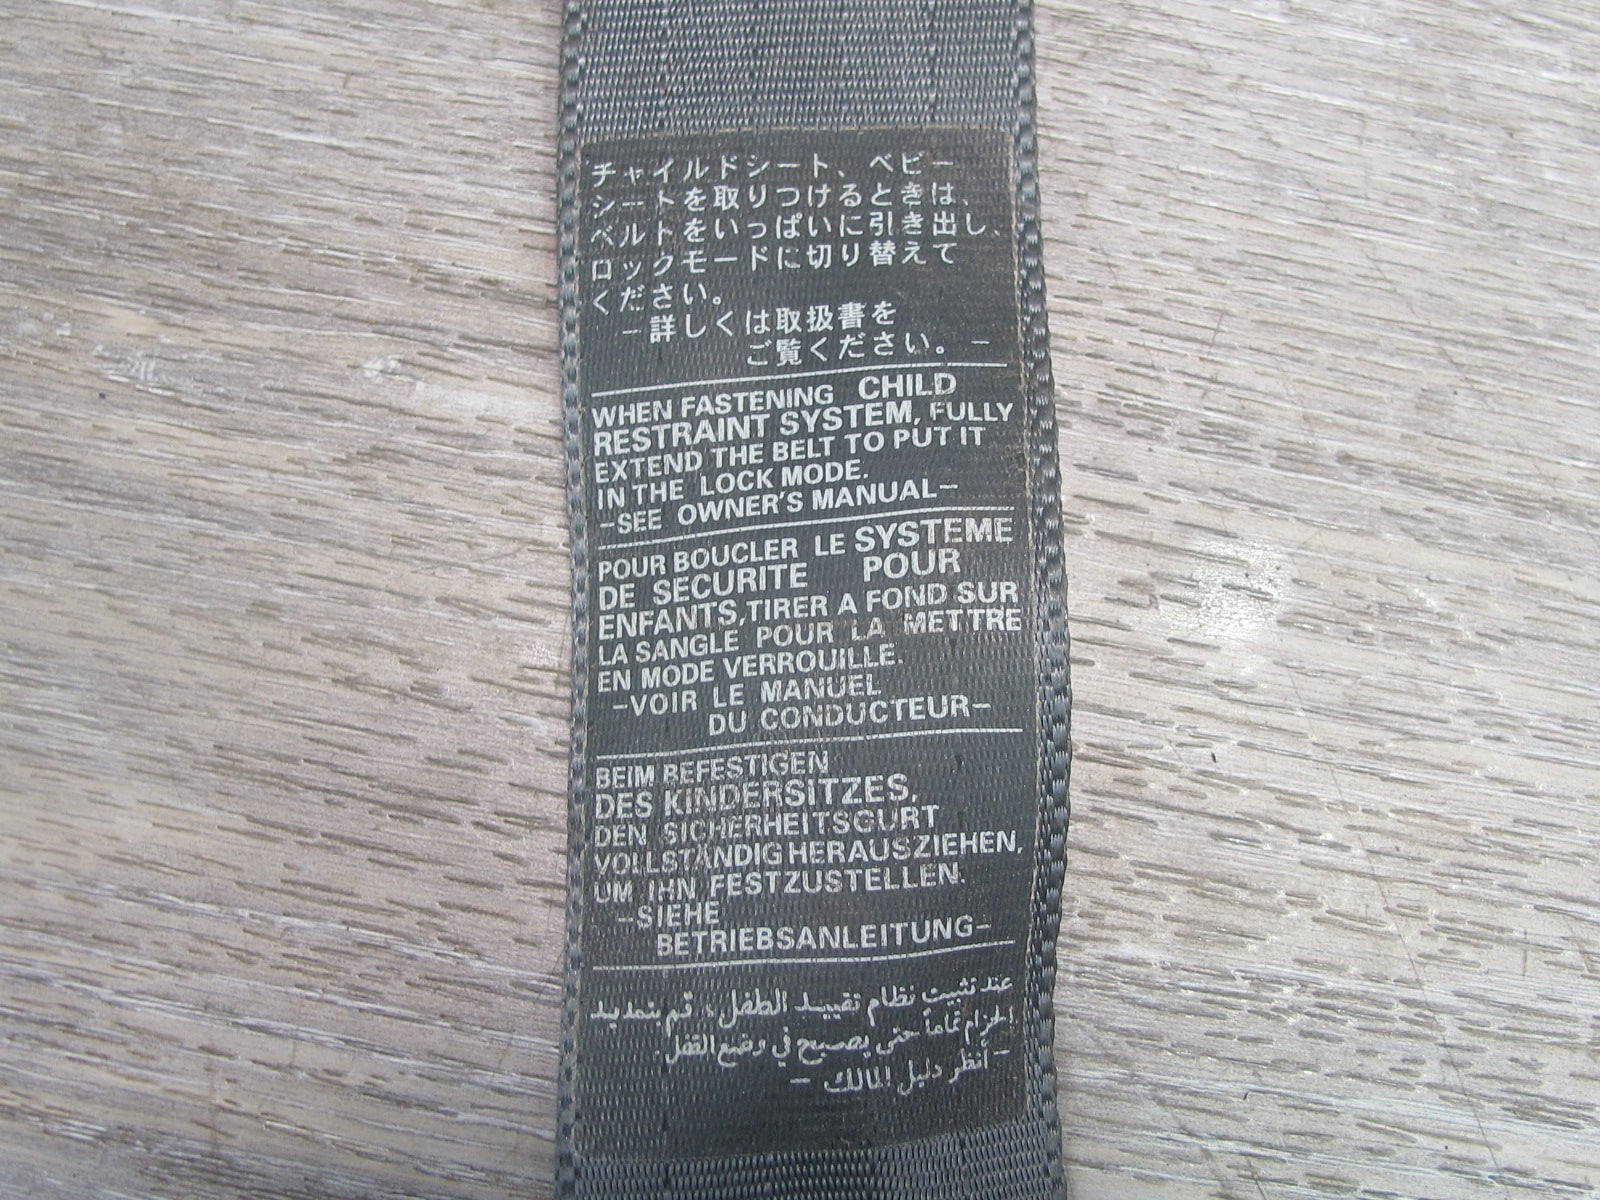 チャイルドシート、ベビー
シートを取りつけるときは、
ベルトをいっぱいに引き出し、
ロックモードに切り替えて
ください。
－詳しくは取扱書を
ご覧ください。－
WHEN FASTENING CHILD
RESTRAINT SYSTEM, FULLY
EXTEND THE BELT TO PUT IT
IN THE LOCK MODE.
-SEE OWNER'S MANUAL-
POUR BOUCLER LE SYSTEME
DE SECURITE POUR
ENFANTS,TIRER A FOND SUR
LA SANGLE POUR LA METTRE
EN MODE VERROUILLE.
-VOIR LE MANUEL
DU CONDUCTEUR-
BEIM BEFESTIGEN
DES KINDERSITZES,
DEN SICHERHEITSGURT
VOLLSTÄNDIG HERAUSZIEHEN,
UM IHN FESTZUSTELLEN.
-SIEHE
BETRIEBSANLEITUNG-
عند تثبيت نظام تقييد الطفل، قم بتمديد
الحزام تماماً حتى يصبح في وضع القفل.
- أنظر دليل المالك -